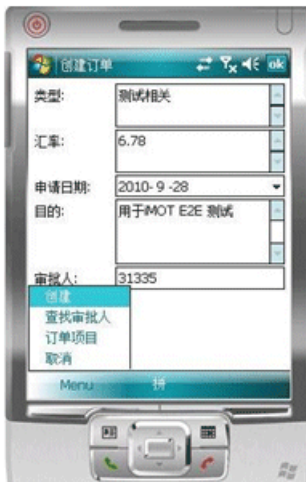 创建订单
ok
类型:
测试相关
汇率:
6.78
申请日期:
2010- 9 -28
目的:
用于iMOT E2E 测试
审批人:
31335
创建
查找审批人
订单项目
取消
Menu
拼